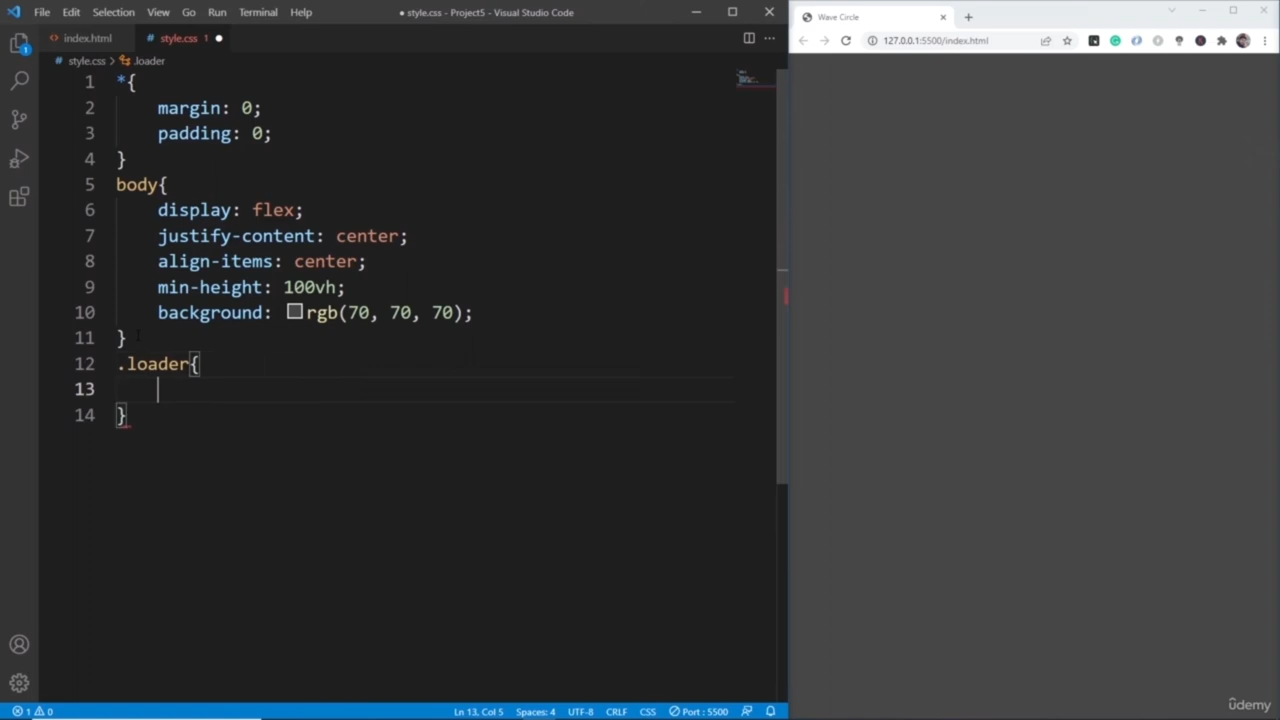 File Edit Selection View Go Run Terminal Help
● style.css - Project5 - Visual Studio Code
Wave Circle
index.html
# style.css 1
127.0.0.1:5500/index.html
# style.css > .loader
1 *{
2 margin: 0;
3 padding: 0;
4 }
5 body{
6 display: flex;
7 justify-content: center;
8 align-items: center;
9 min-height: 100vh;
10 background: rgb(70, 70, 70);
11 }
12 .loader{
13
14 }
1
udemy
1 0
Ln 13, Col 5 Spaces: 4 UTF-8 CRLF CSS Port : 5500